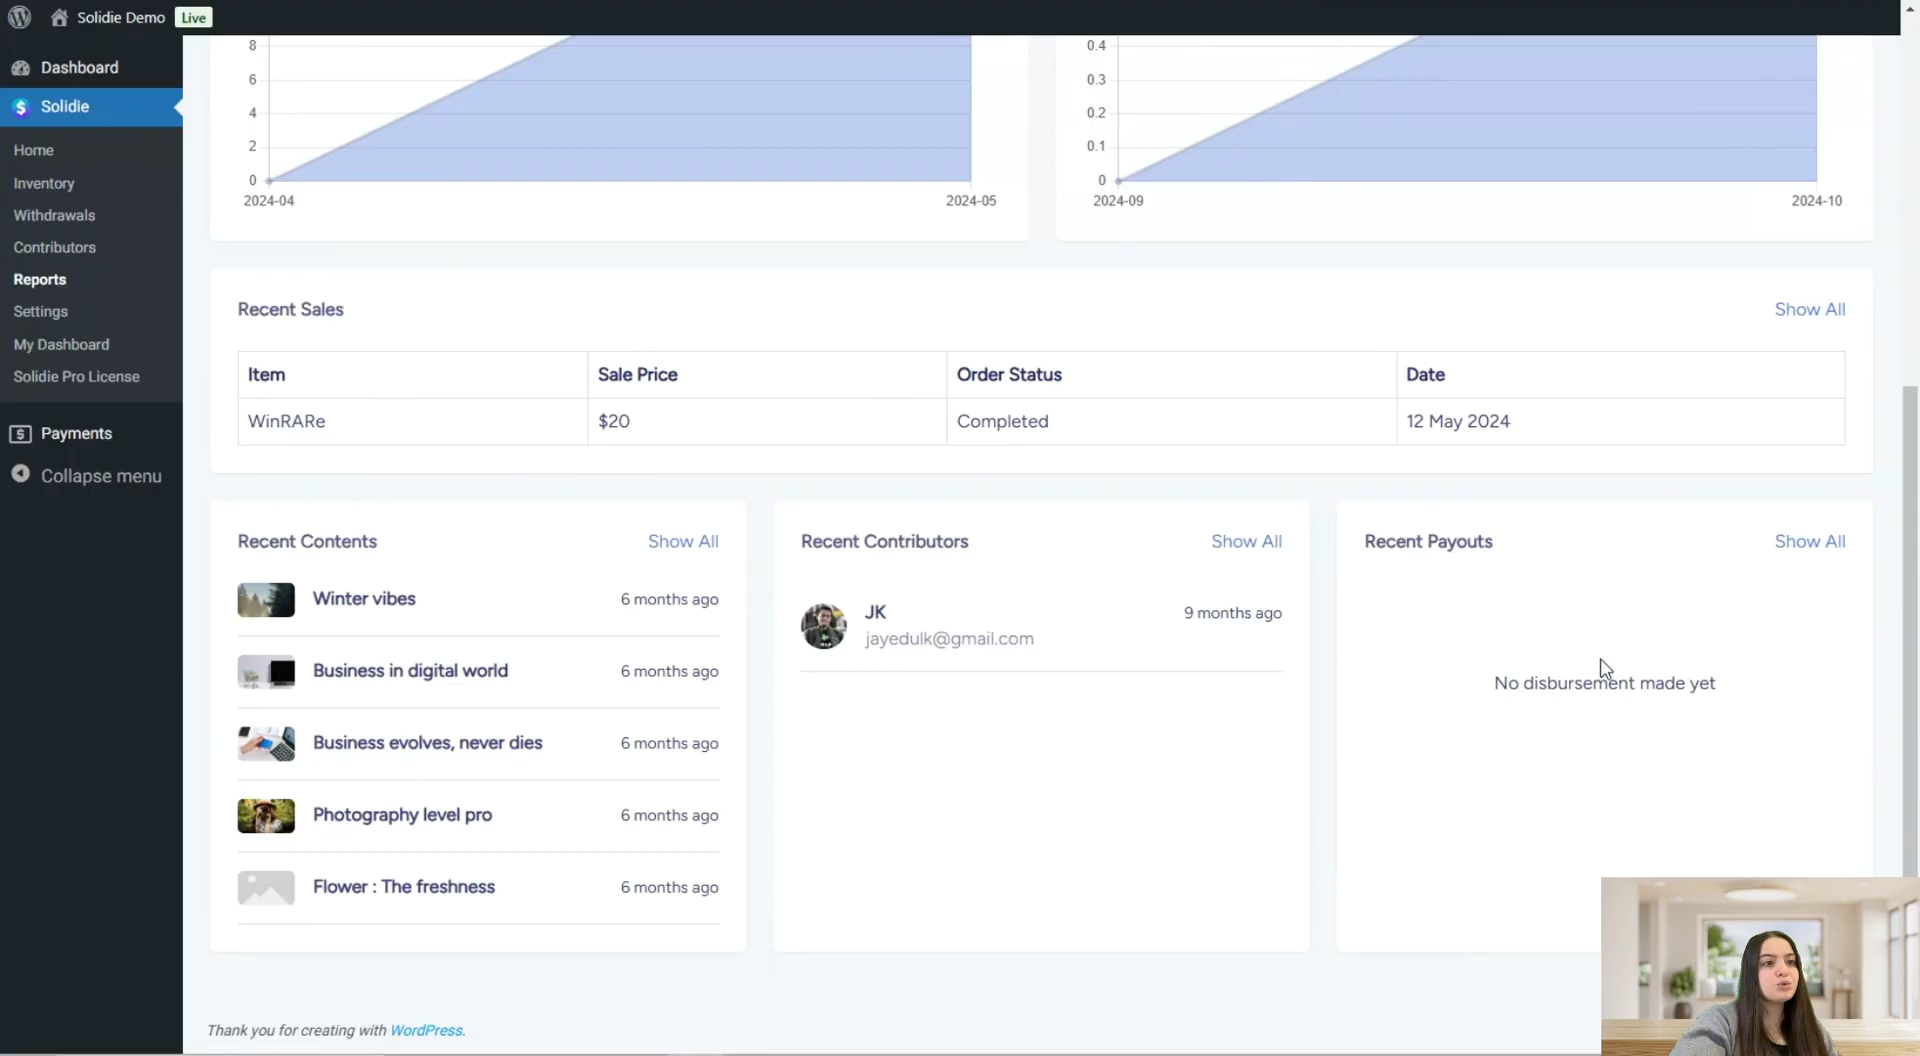 Solidie Demo Live
Dashboard
Solidie
Home
Inventory
Withdrawals
Contributors
Reports
Settings
My Dashboard
Solidie Pro License
Payments
Collapse menu
8
6
4
2
0
2024-04 2024-05
0.4
0.3
0.2
0.1
0
2024-09 2024-10
Recent Sales Show All
Item Sale Price Order Status Date
WinRARe $20 Completed 12 May 2024
Recent Contents Show All
Winter vibes 6 months ago
Business in digital world 6 months ago
Business evolves, never dies 6 months ago
Photography level pro 6 months ago
Flower : The freshness 6 months ago
Recent Contributors Show All
JK 9 months ago
jayedulk@gmail.com
Recent Payouts Show All
No disbursement made yet
Thank you for creating with WordPress.